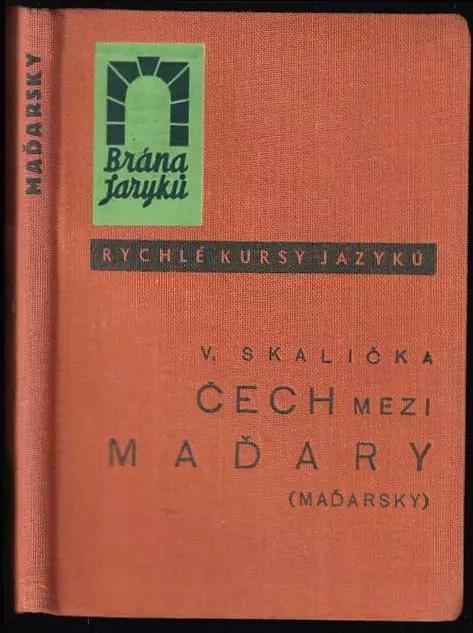 MAĎARSKY
Brána
jazyků
RYCHLÉ KURSY JAZYKŮ
V. SKALIČKA
ČECH MEZI
MAĎARY
(MAĎARSKY)